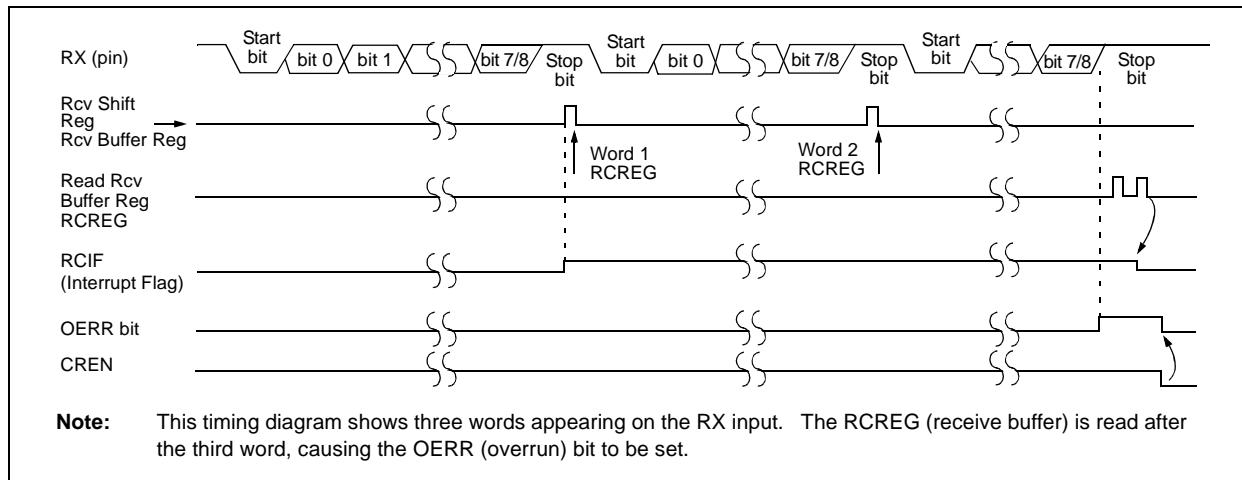 RX (pin)
Start bit
bit 0
bit 1
bit 7/8
Stop bit
Start bit
bit 0
bit 7/8
Stop bit
Start bit
bit 7/8
Stop bit
Rcv Shift
Reg
Rcv Buffer Reg
Word 1
RCREG
Word 2
RCREG
Read Rcv
Buffer Reg
RCREG
RCIF
(Interrupt Flag)
OERR bit
CREN
Note: This timing diagram shows three words appearing on the RX input. The RCREG (receive buffer) is read after
the third word, causing the OERR (overrun) bit to be set.